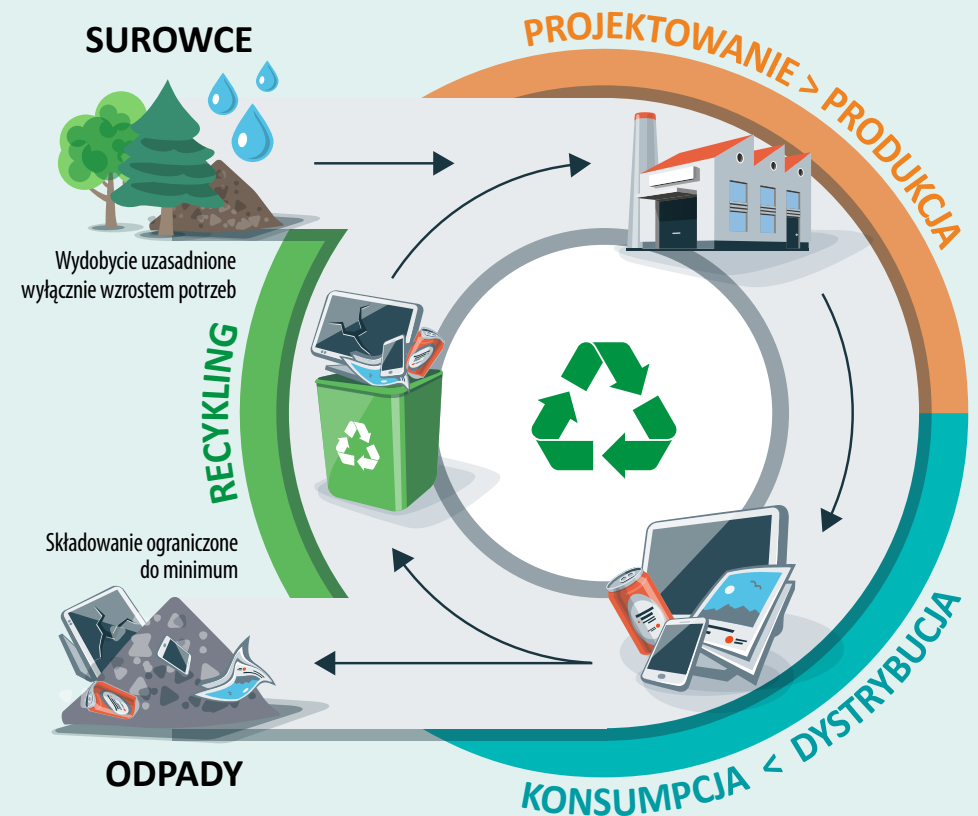 SUROWCE
PROJEKTOWANIE > PRODUKCJA
Wydobycie uzasadnione
wyłącznie wzrostem potrzeb
RECYKLING
Składowanie ograniczone
do minimum
KONSUMPCJA < DYSTRYBUCJA
ODPADY